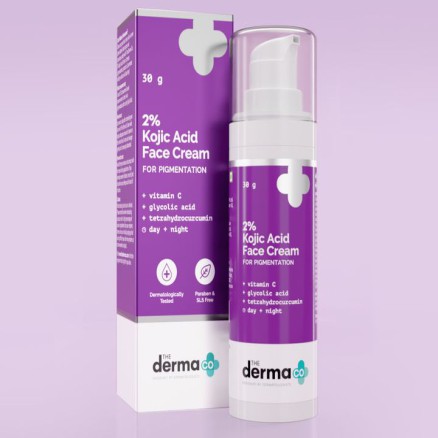 30 g
2%
Kojic Acid
Face Cream
FOR PIGMENTATION
+ vitamin C
+ glycolic acid
+ tetrahydrocurcumin
day + night
Dermatologically
Tested
Paraben &
SLS Free
THE
derma co
30 g
2%
Kojic Acid
Face Cream
FOR PIGMENTATION
+ vitamin C
+ glycolic acid
+ tetrahydrocurcumin
day + night
THE
derma co